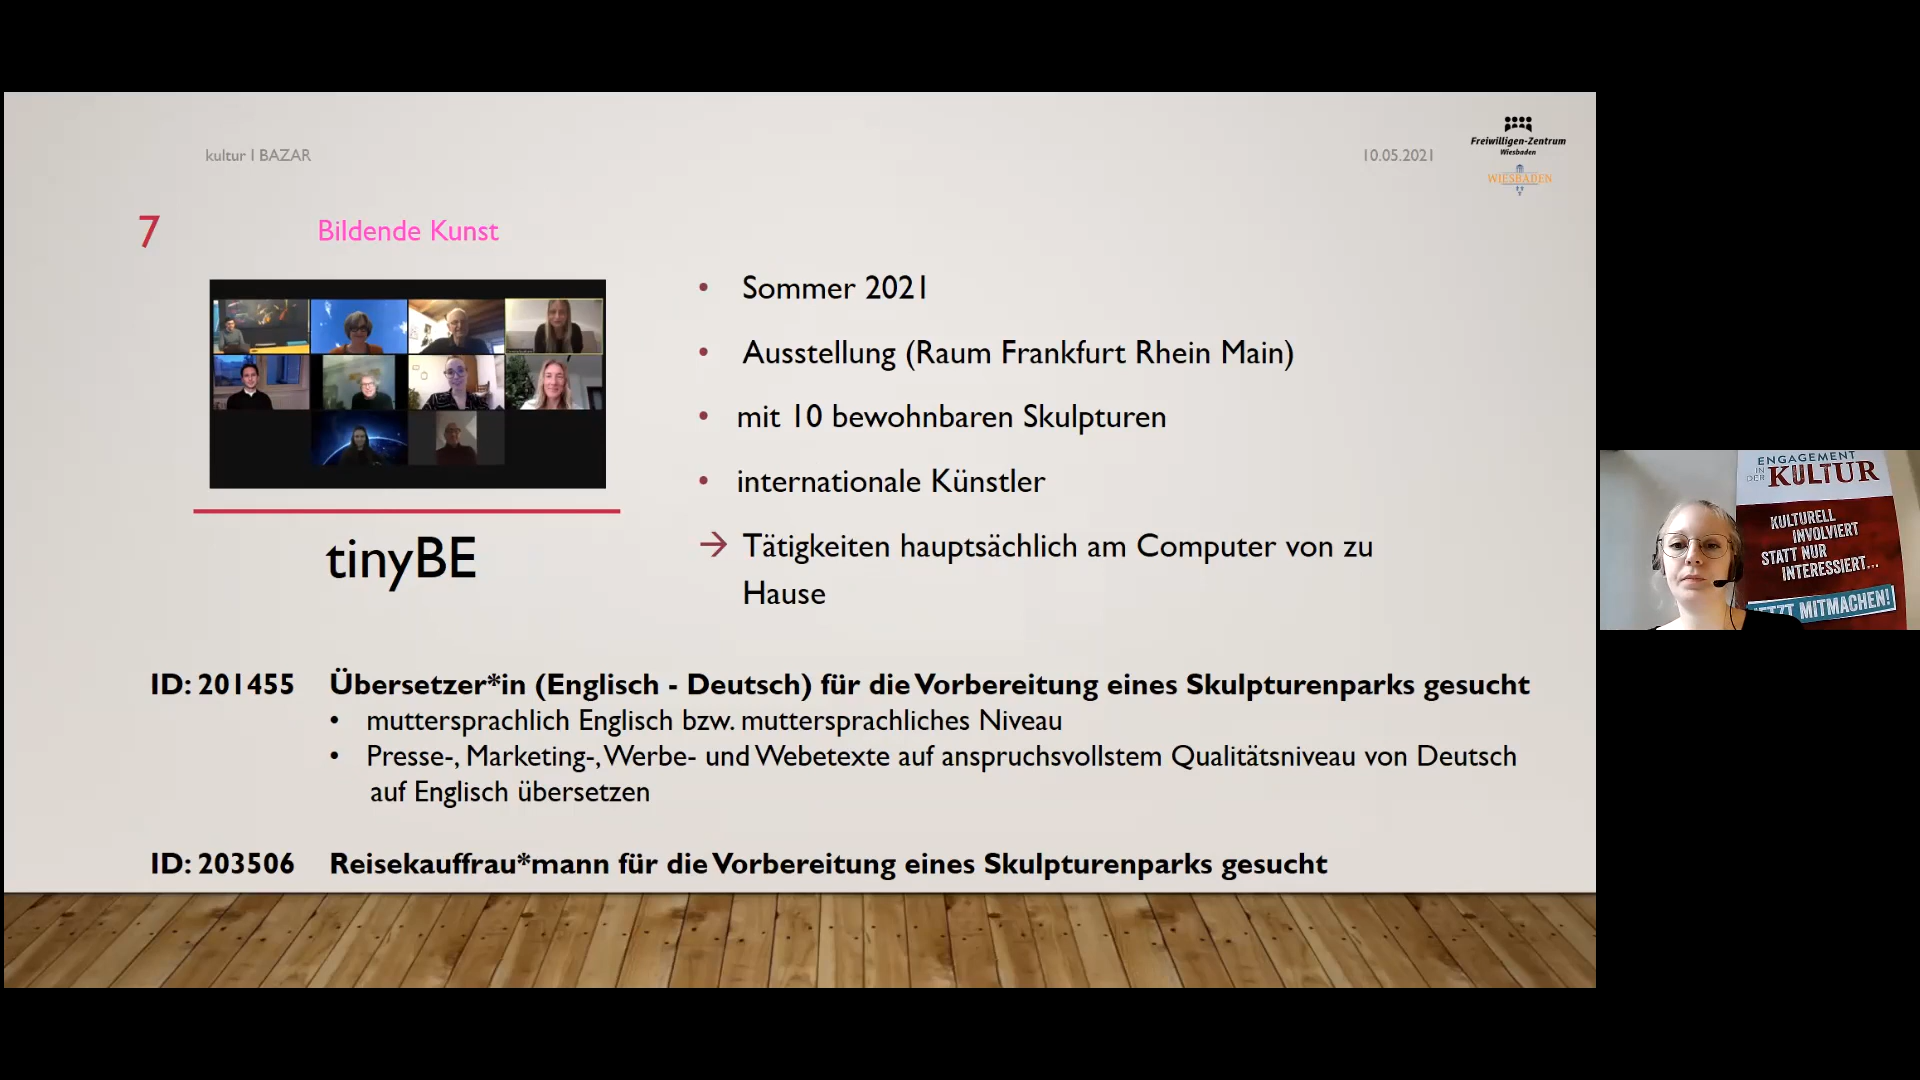 kultur I BAZAR
10.05.2021
Freiwilligen-Zentrum
Wiesbaden
WIESBADEN
7
Bildende Kunst
• Sommer 2021
• Ausstellung (Raum Frankfurt Rhein Main)
• mit 10 bewohnbaren Skulpturen
• internationale Künstler
→ Tätigkeiten hauptsächlich am Computer von zu
Hause
tinyBE
ID: 201455 Übersetzer*in (Englisch - Deutsch) für die Vorbereitung eines Skulpturenparks gesucht
• muttersprachlich Englisch bzw. muttersprachliches Niveau
• Presse-, Marketing-, Werbe- und Webetexte auf anspruchsvollstem Qualitätsniveau von Deutsch
auf Englisch übersetzen
ID: 203506 Reisekauffrau*mann für die Vorbereitung eines Skulpturenparks gesucht
ENGAGEMENT
IN DER KULTUR
KULTURELL
INVOLVIERT
STATT NUR
INTERESSIERT...
JETZT MITMACHEN!